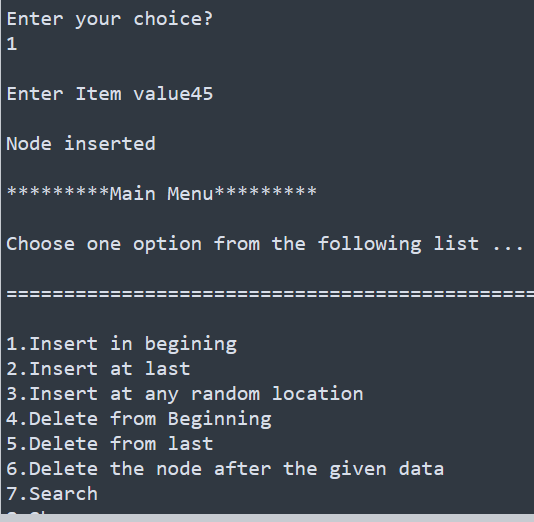 Enter your choice?
1
Enter Item value45
Node inserted
*********Main Menu*********
Choose one option from the following list ...
==============================================
1.Insert in begining
2.Insert at last
3.Insert at any random location
4.Delete from Beginning
5.Delete from last
6.Delete the node after the given data
7.Search